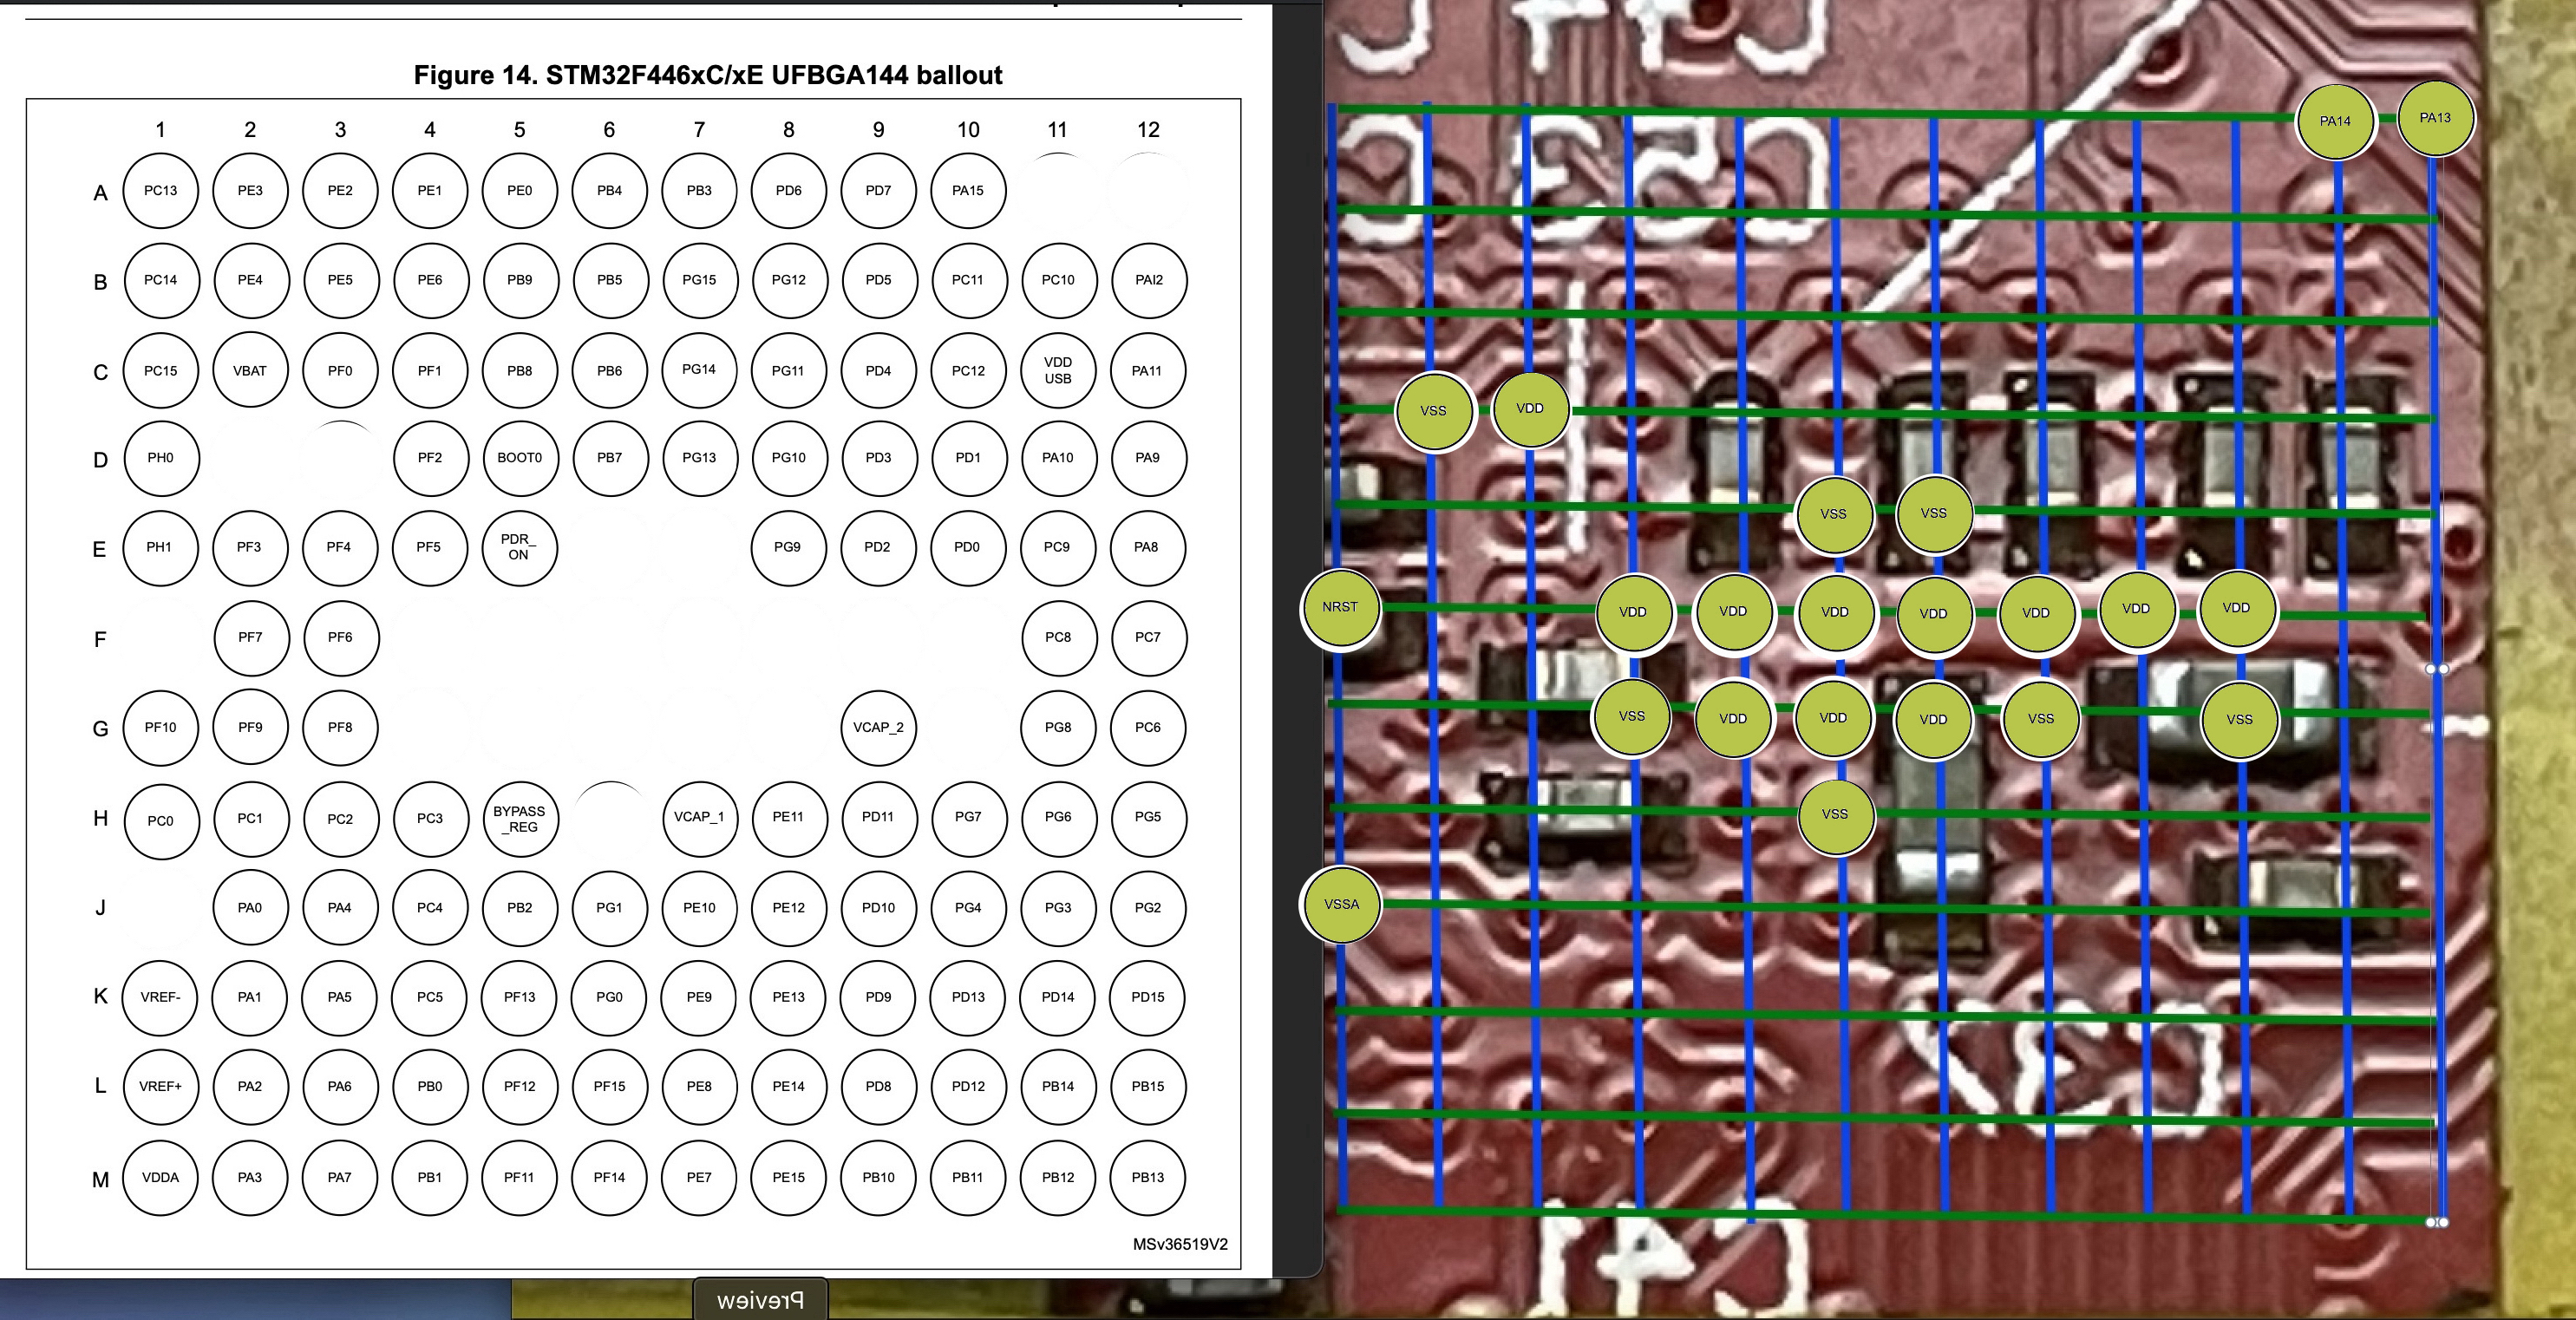 Figure 14. STM32F446xC/xE UFBGA144 ballout
1 2 3 4 5 6 7 8 9 10 11 12
A PC13 PE3 PE2 PE1 PE0 PB4 PB3 PD6 PD7 PA15
B PC14 PE4 PE5 PE6 PB9 PB5 PG15 PG12 PD5 PC11 PC10 PAI2
C PC15 VBAT PF0 PF1 PB8 PB6 PG14 PG11 PD4 PC12 VDD USB PA11
D PH0 PF2 BOOT0 PB7 PG13 PG10 PD3 PD1 PA10 PA9
E PH1 PF3 PF4 PF5 PDR_ON PG9 PD2 PD0 PC9 PA8
F PF7 PF6 PC8 PC7
G PF10 PF9 PF8 VCAP_2 PG8 PC6
H PC0 PC1 PC2 PC3 BYPASS_REG VCAP_1 PE11 PD11 PG7 PG6 PG5
J PA0 PA4 PC4 PB2 PG1 PE10 PE12 PD10 PG4 PG3 PG2
K VREF- PA1 PA5 PC5 PF13 PG0 PE9 PE13 PD9 PD13 PD14 PD15
L VREF+ PA2 PA6 PB0 PF12 PF15 PE8 PE14 PD8 PD12 PB14 PB15
M VDDA PA3 PA7 PB1 PF11 PF14 PE7 PE15 PB10 PB11 PB12 PB13
MSv36519V2
Preview
PA14 PA13
VSS VDD
VSS VSS
NRST VDD VDD VDD VDD VDD VDD VDD
VSS VDD VDD VDD VSS VSS
VSS
VSSA
C53
C41